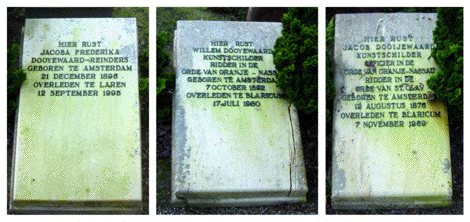 HIER RUST
JACOBA FREDERIKA
DOOYEWAARD-REINDERS
GEBOREN TE AMSTERDAM
21 DECEMBER 1896
OVERLEDEN TE LAREN
12 SEPTEMBER 1995
HIER RUST
WILLEM DOOYEWAARD
KUNSTSCHILDER
RIDDER IN DE
ORDE VAN ORANJE-NASS
GEBOREN TE AMSTERDA
7 OCTOBER 1892
OVERLEDEN TE BLARICUM
17 JULI 1980
HIER RUST
JACOB DOOIJEWAARD
KUNSTSCHILDER
OFFICIER IN DE
ORDE VAN ORANJE-NASSAU
RIDDER IN DE
ORDE VAN ST. OLAV
GEBOREN TE AMSTERDAM
12 AUGUSTUS 1876
OVERLEDEN TE BLARICUM
7 NOVEMBER 1969